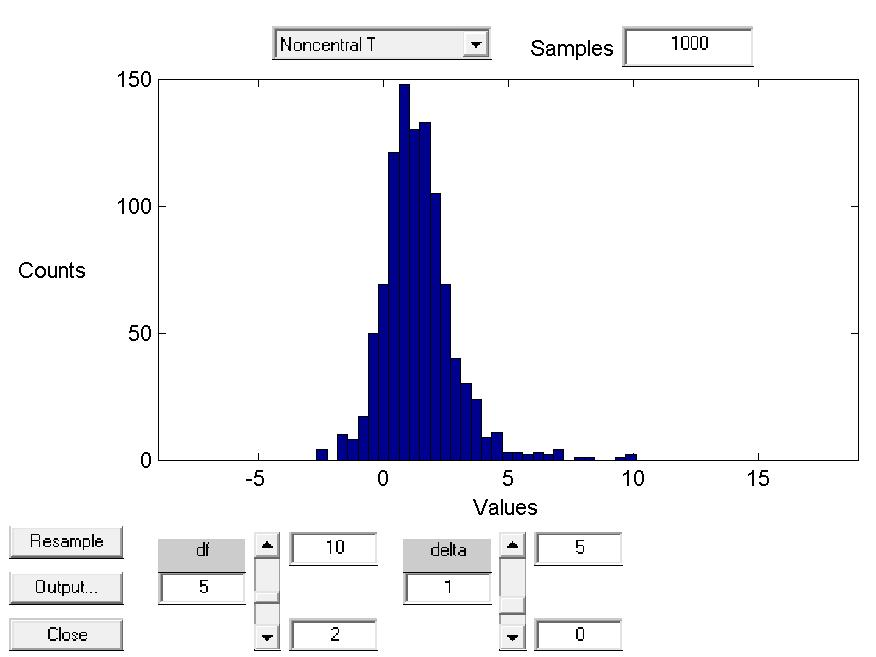 Noncentral T
Samples 1000
150
100
50
0
Counts
-5 0 5 10 15
Values
Resample
Output...
Close
df
5
10
2
delta
1
5
0